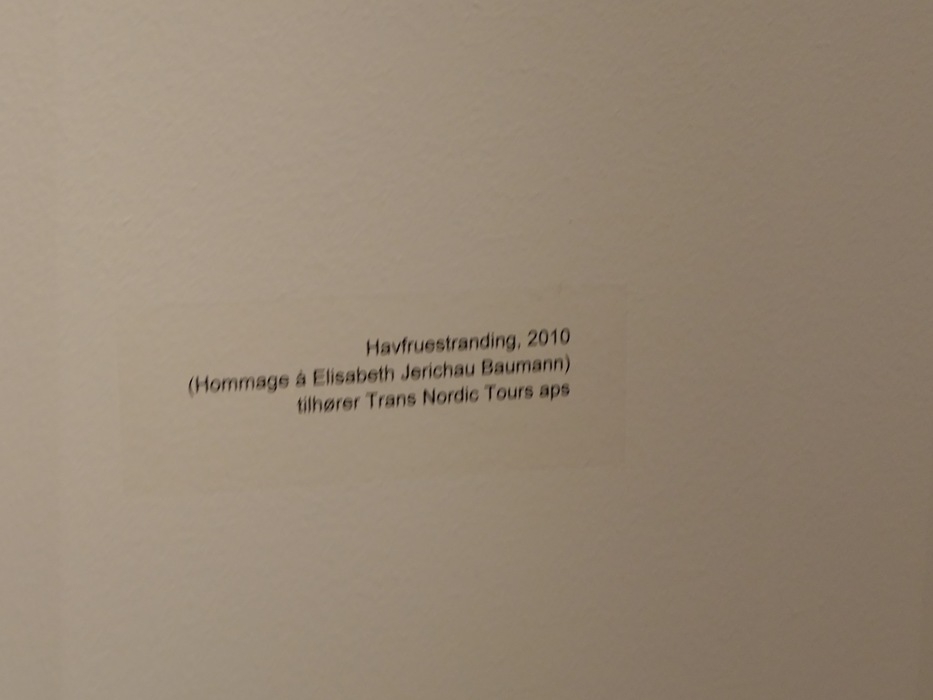 Havfruestranding, 2010
(Hommage á Elisabeth Jerichau Baumann)
tilhører Trans Nordic Tours aps